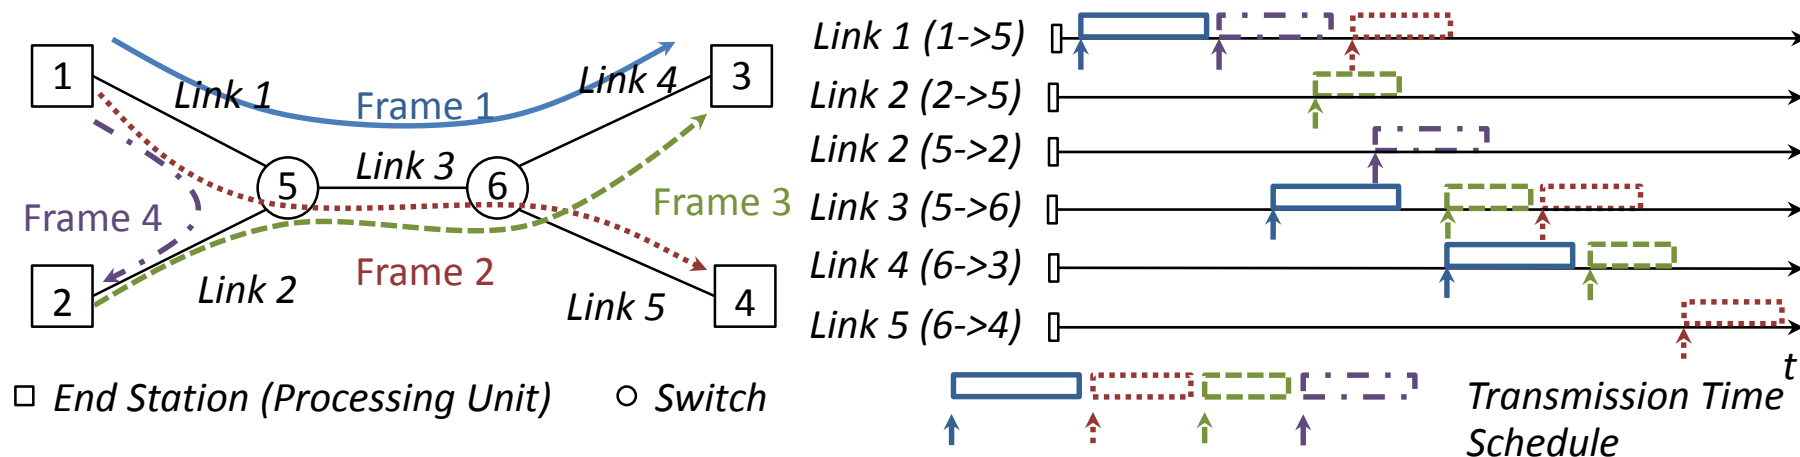 1
Link 1
Frame 1
Link 4
3
Link 3
5
6
Frame 4
Frame 3
2
Link 2
Frame 2
Link 5
4
End Station (Processing Unit)
Switch
Link 1 (1->5)
Link 2 (2->5)
Link 2 (5->2)
Link 3 (5->6)
Link 4 (6->3)
Link 5 (6->4)
t
Transmission Time
Schedule